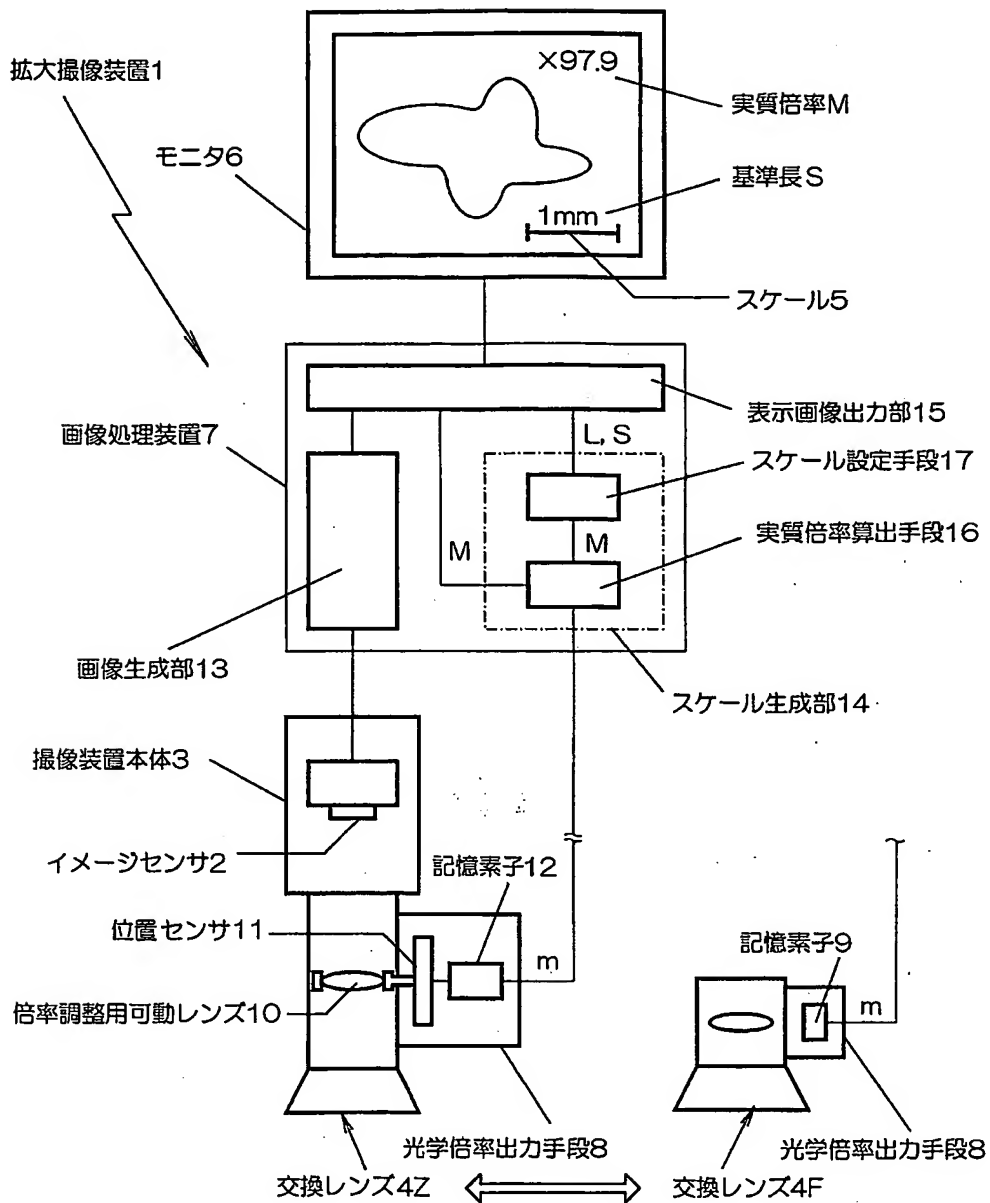 ×97.9
拡大撮像装置1
実質倍率M
モニタ6
基準長S
1mm
スケール5
表示画像出力部15
画像処理装置7
L, S
スケール設定手段17
M
M
実質倍率算出手段16
画像生成部13
スケール生成部14
撮像装置本体3
イメージセンサ2
記憶素子12
位置センサ11
記憶素子9
m
倍率調整用可動レンズ10
m
光学倍率出力手段8
光学倍率出力手段8
交換レンズ4Z
交換レンズ4F